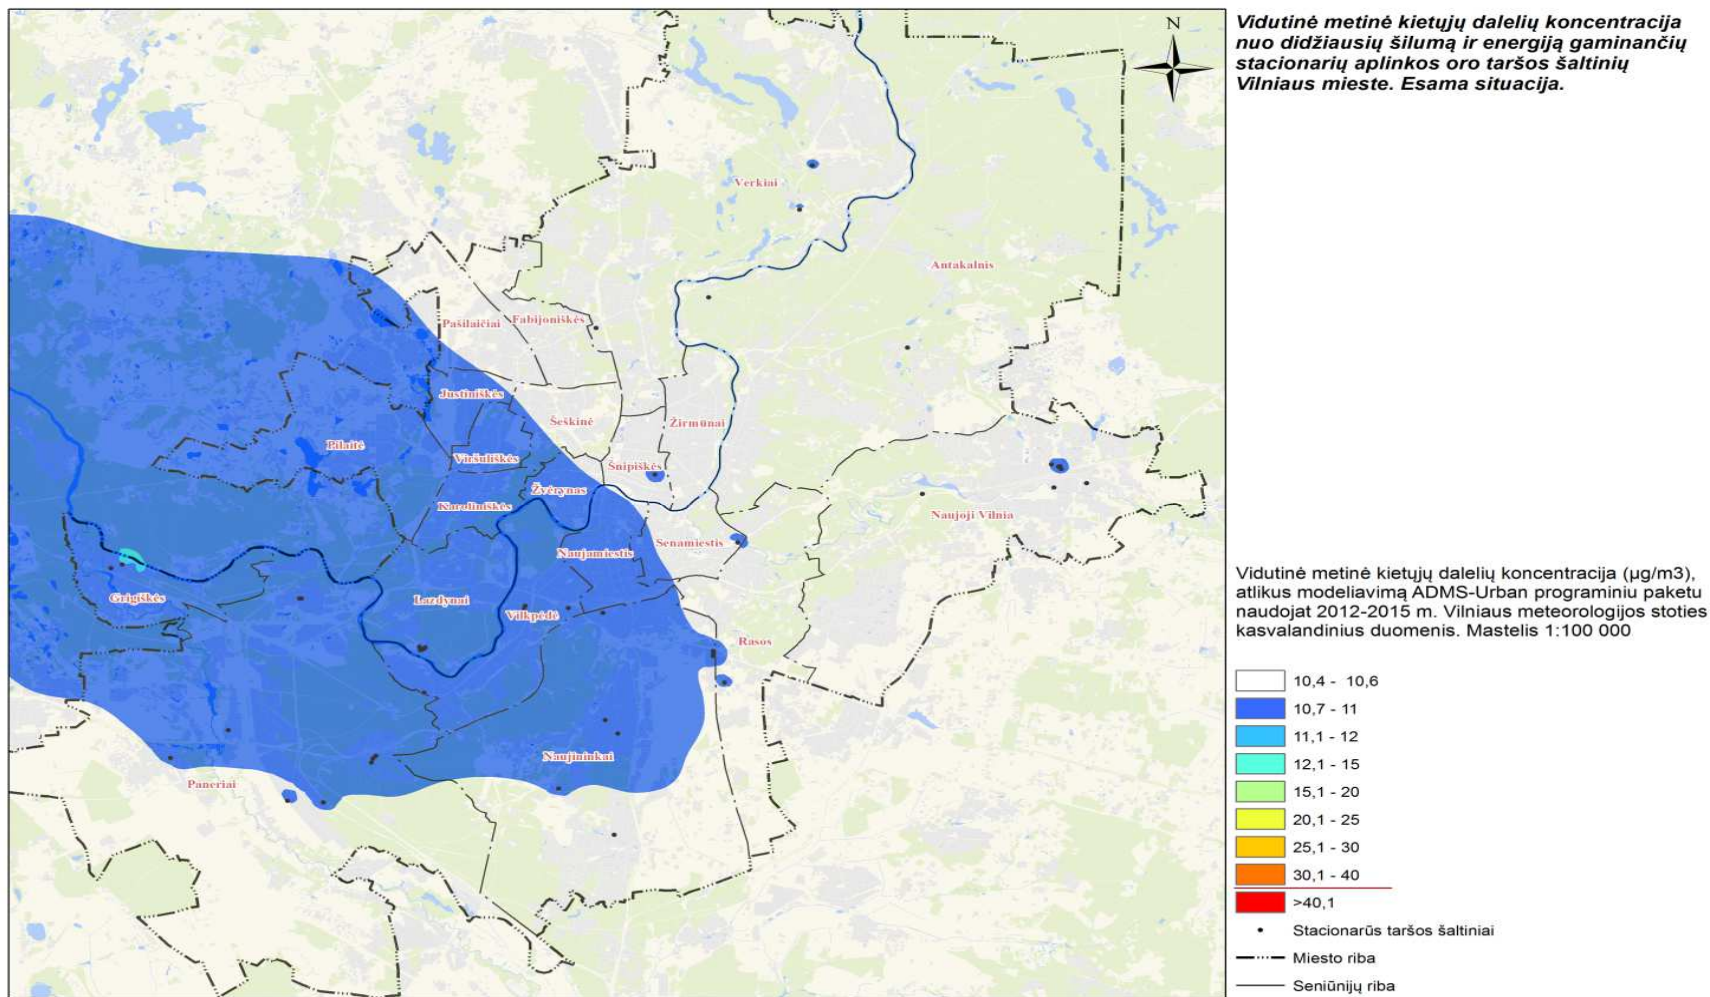 Vidutinė metinė kietųjų dalelių koncentracija
nuo didžiausių šilumą ir energiją gaminančių
stacionarių aplinkos oro taršos šaltinių
Vilniaus mieste. Esama situacija.
N
Verkiai
Antakalnis
Pašilaičiai
Fabijoniškės
Justiniškės
Šeškinė
Žirmūnai
Pilaitė
Viršuliškės
Šnipiškės
Žvėrynas
Karoliniškės
Naujoji Vilnia
Naujamiestis
Senamiestis
Grigiškės
Lazdynai
Vilkpėdė
Rasos
Naujininkai
Paneriai
Vidutinė metinė kietųjų dalelių koncentracija (µg/m3),
atlikus modeliavimą ADMS-Urban programiniu paketu
naudojat 2012-2015 m. Vilniaus meteorologijos stoties
kasvalandinius duomenis. Mastelis 1:100 000
10,4 - 10,6
10,7 - 11
11,1 - 12
12,1 - 15
15,1 - 20
20,1 - 25
25,1 - 30
30,1 - 40
>40,1
Stacionarūs taršos šaltiniai
Miesto riba
Seniūnijų riba